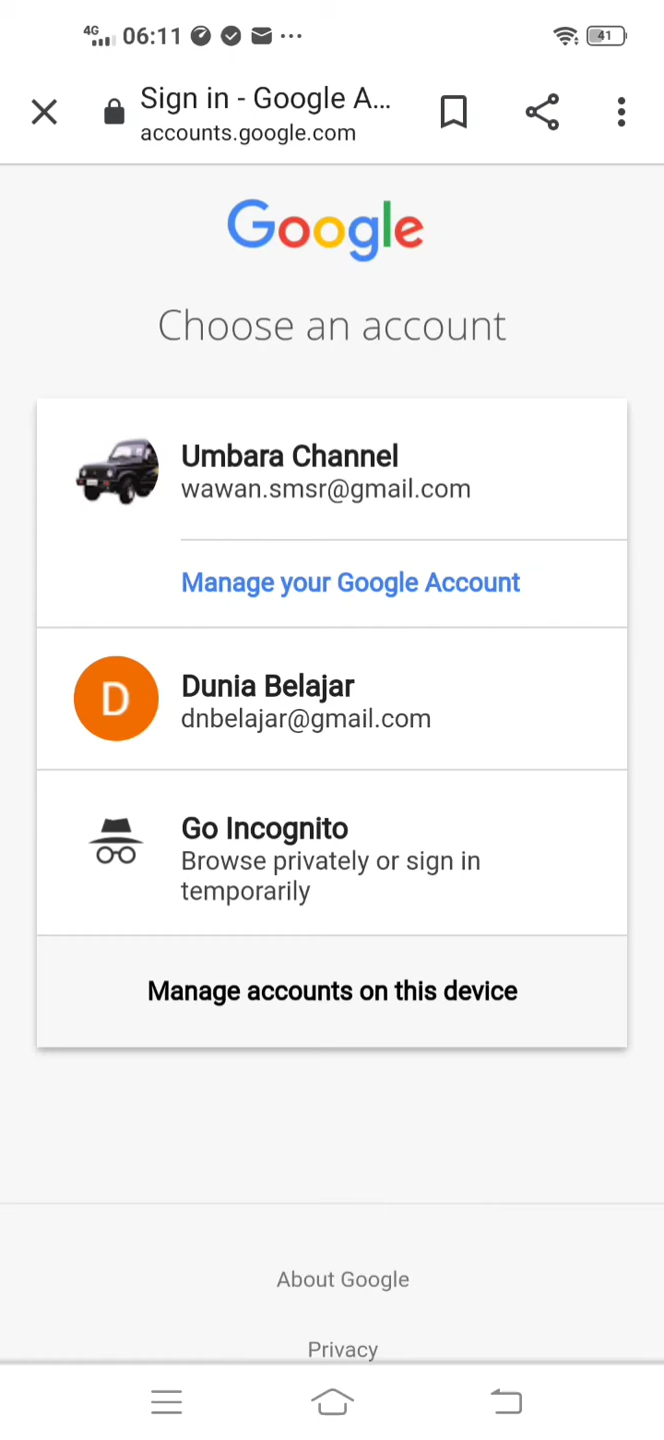 4G 06:11 ... 41
Sign in - Google A...
accounts.google.com
Google
Choose an account
Umbara Channel
wawan.smsr@gmail.com
Manage your Google Account
D
Dunia Belajar
dnbelajar@gmail.com
Go Incognito
Browse privately or sign in
temporarily
Manage accounts on this device
About Google
Privacy